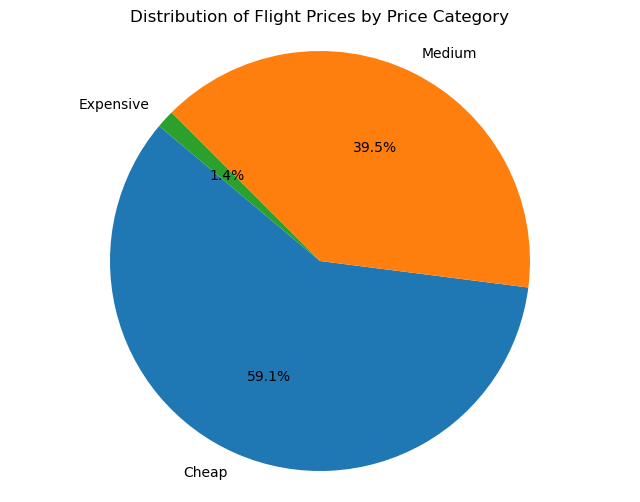 Distribution of Flight Prices by Price Category
Medium
Expensive
39.5%
1.4%
59.1%
Cheap